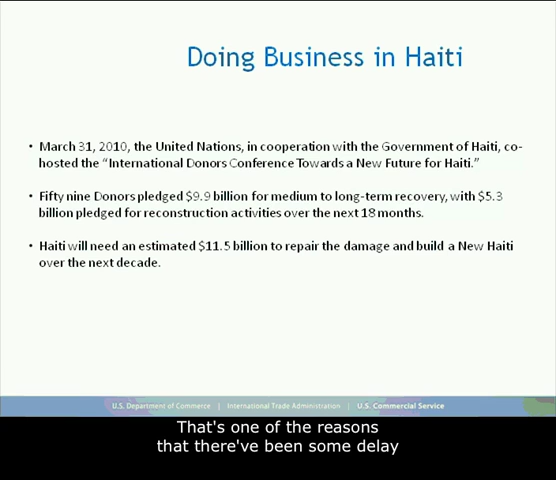 Doing Business in Haiti
• March 31, 2010, the United Nations, in cooperation with the Government of Haiti, co-
hosted the “International Donors Conference Towards a New Future for Haiti.”
• Fifty nine Donors pledged $9.9 billion for medium to long-term recovery, with $5.3
billion pledged for reconstruction activities over the next 18 months.
• Haiti will need an estimated $11.5 billion to repair the damage and build a New Haiti
over the next decade.
U.S. Department of Commerce | International Trade Administration | U.S. Commercial Service
That's one of the reasons
that there've been some delay